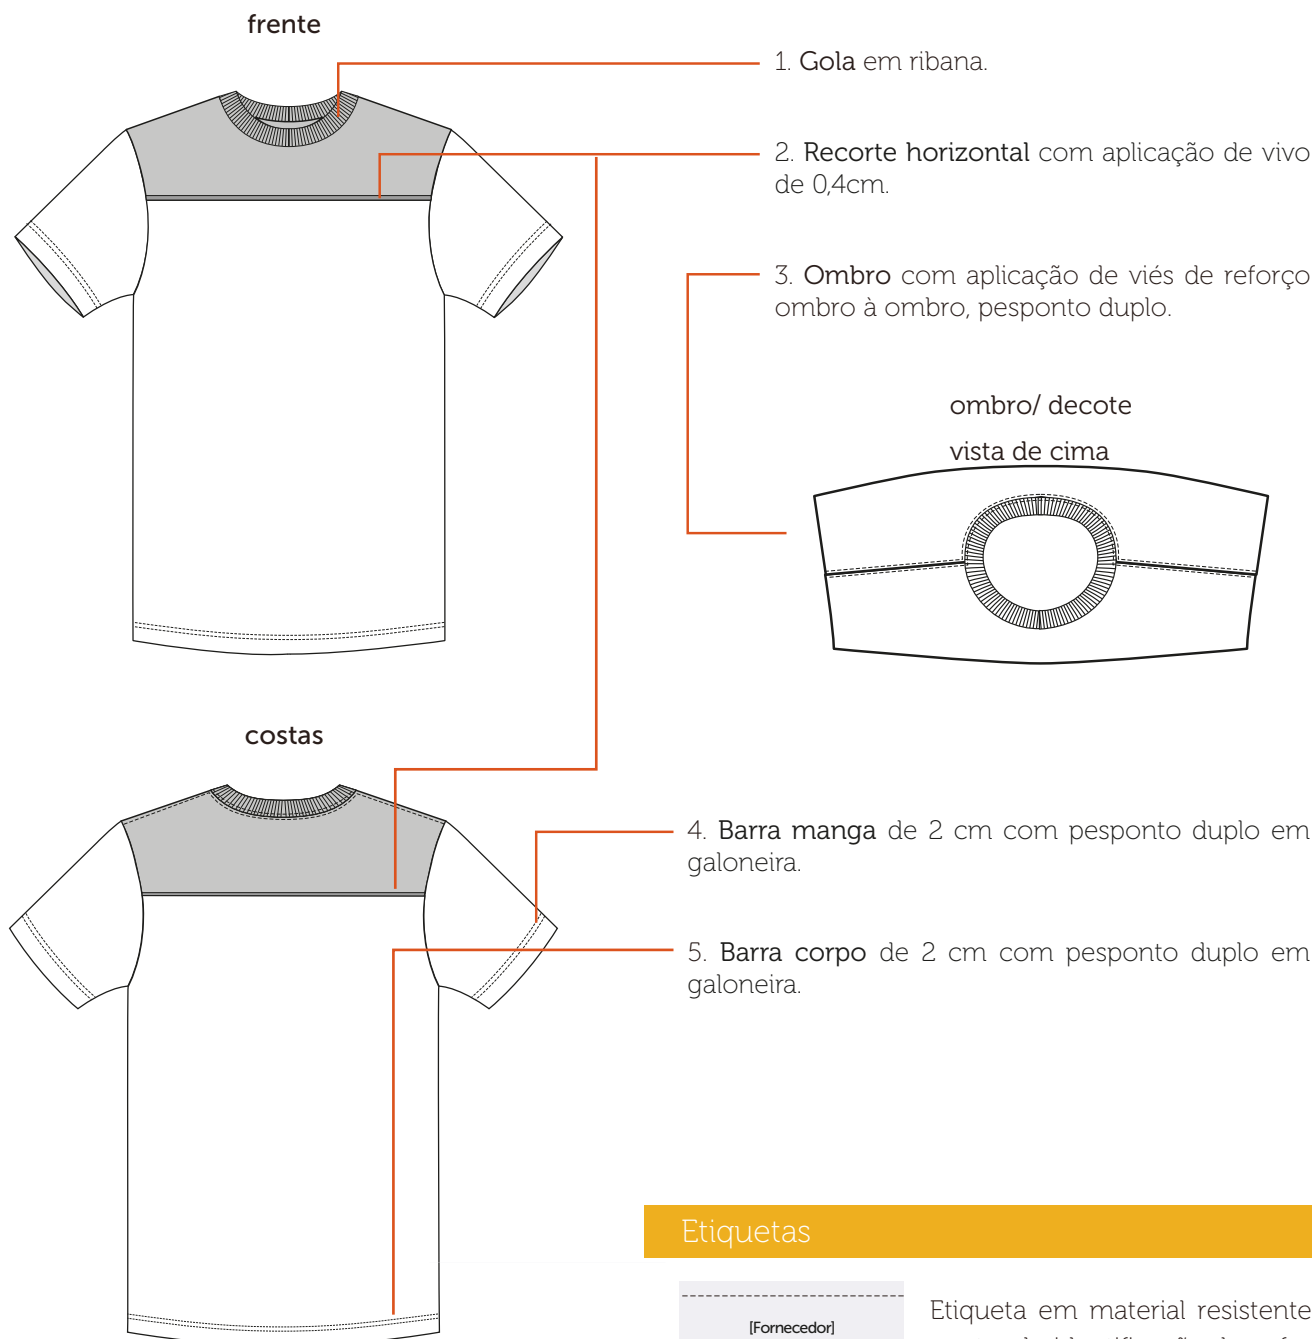 frente
1. Gola em ribana.
2. Recorte horizontal com aplicação de vivo
de 0,4cm.
3. Ombro com aplicação de viés de reforço
ombro à ombro, pesponto duplo.
ombro/ decote
vista de cima
costas
4. Barra manga de 2 cm com pesponto duplo em
galoneira.
5. Barra corpo de 2 cm com pesponto duplo em
galoneira.
Etiquetas
[Fornecedor]
Etiqueta em material resistente